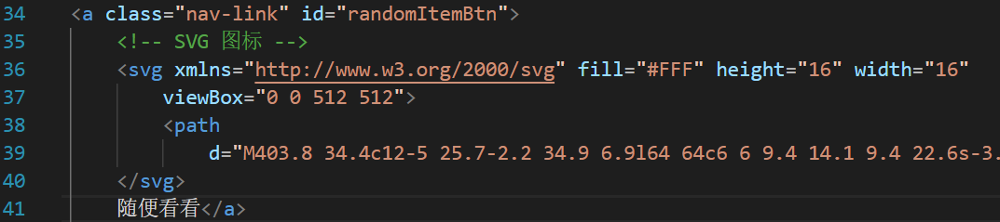 34 <a class="nav-link" id="randomItemBtn">
35 <!-- SVG 图标 -->
36 <svg xmlns="http://www.w3.org/2000/svg" fill="#FFF" height="16" width="16"
37 viewBox="0 0 512 512">
38 <path
39 d="M403.8 34.4c12-5 25.7-2.2 34.9 6.9l64 64c6 6 9.4 14.1 9.4 22.6s-3.
40 </svg>
41 随便看看</a>